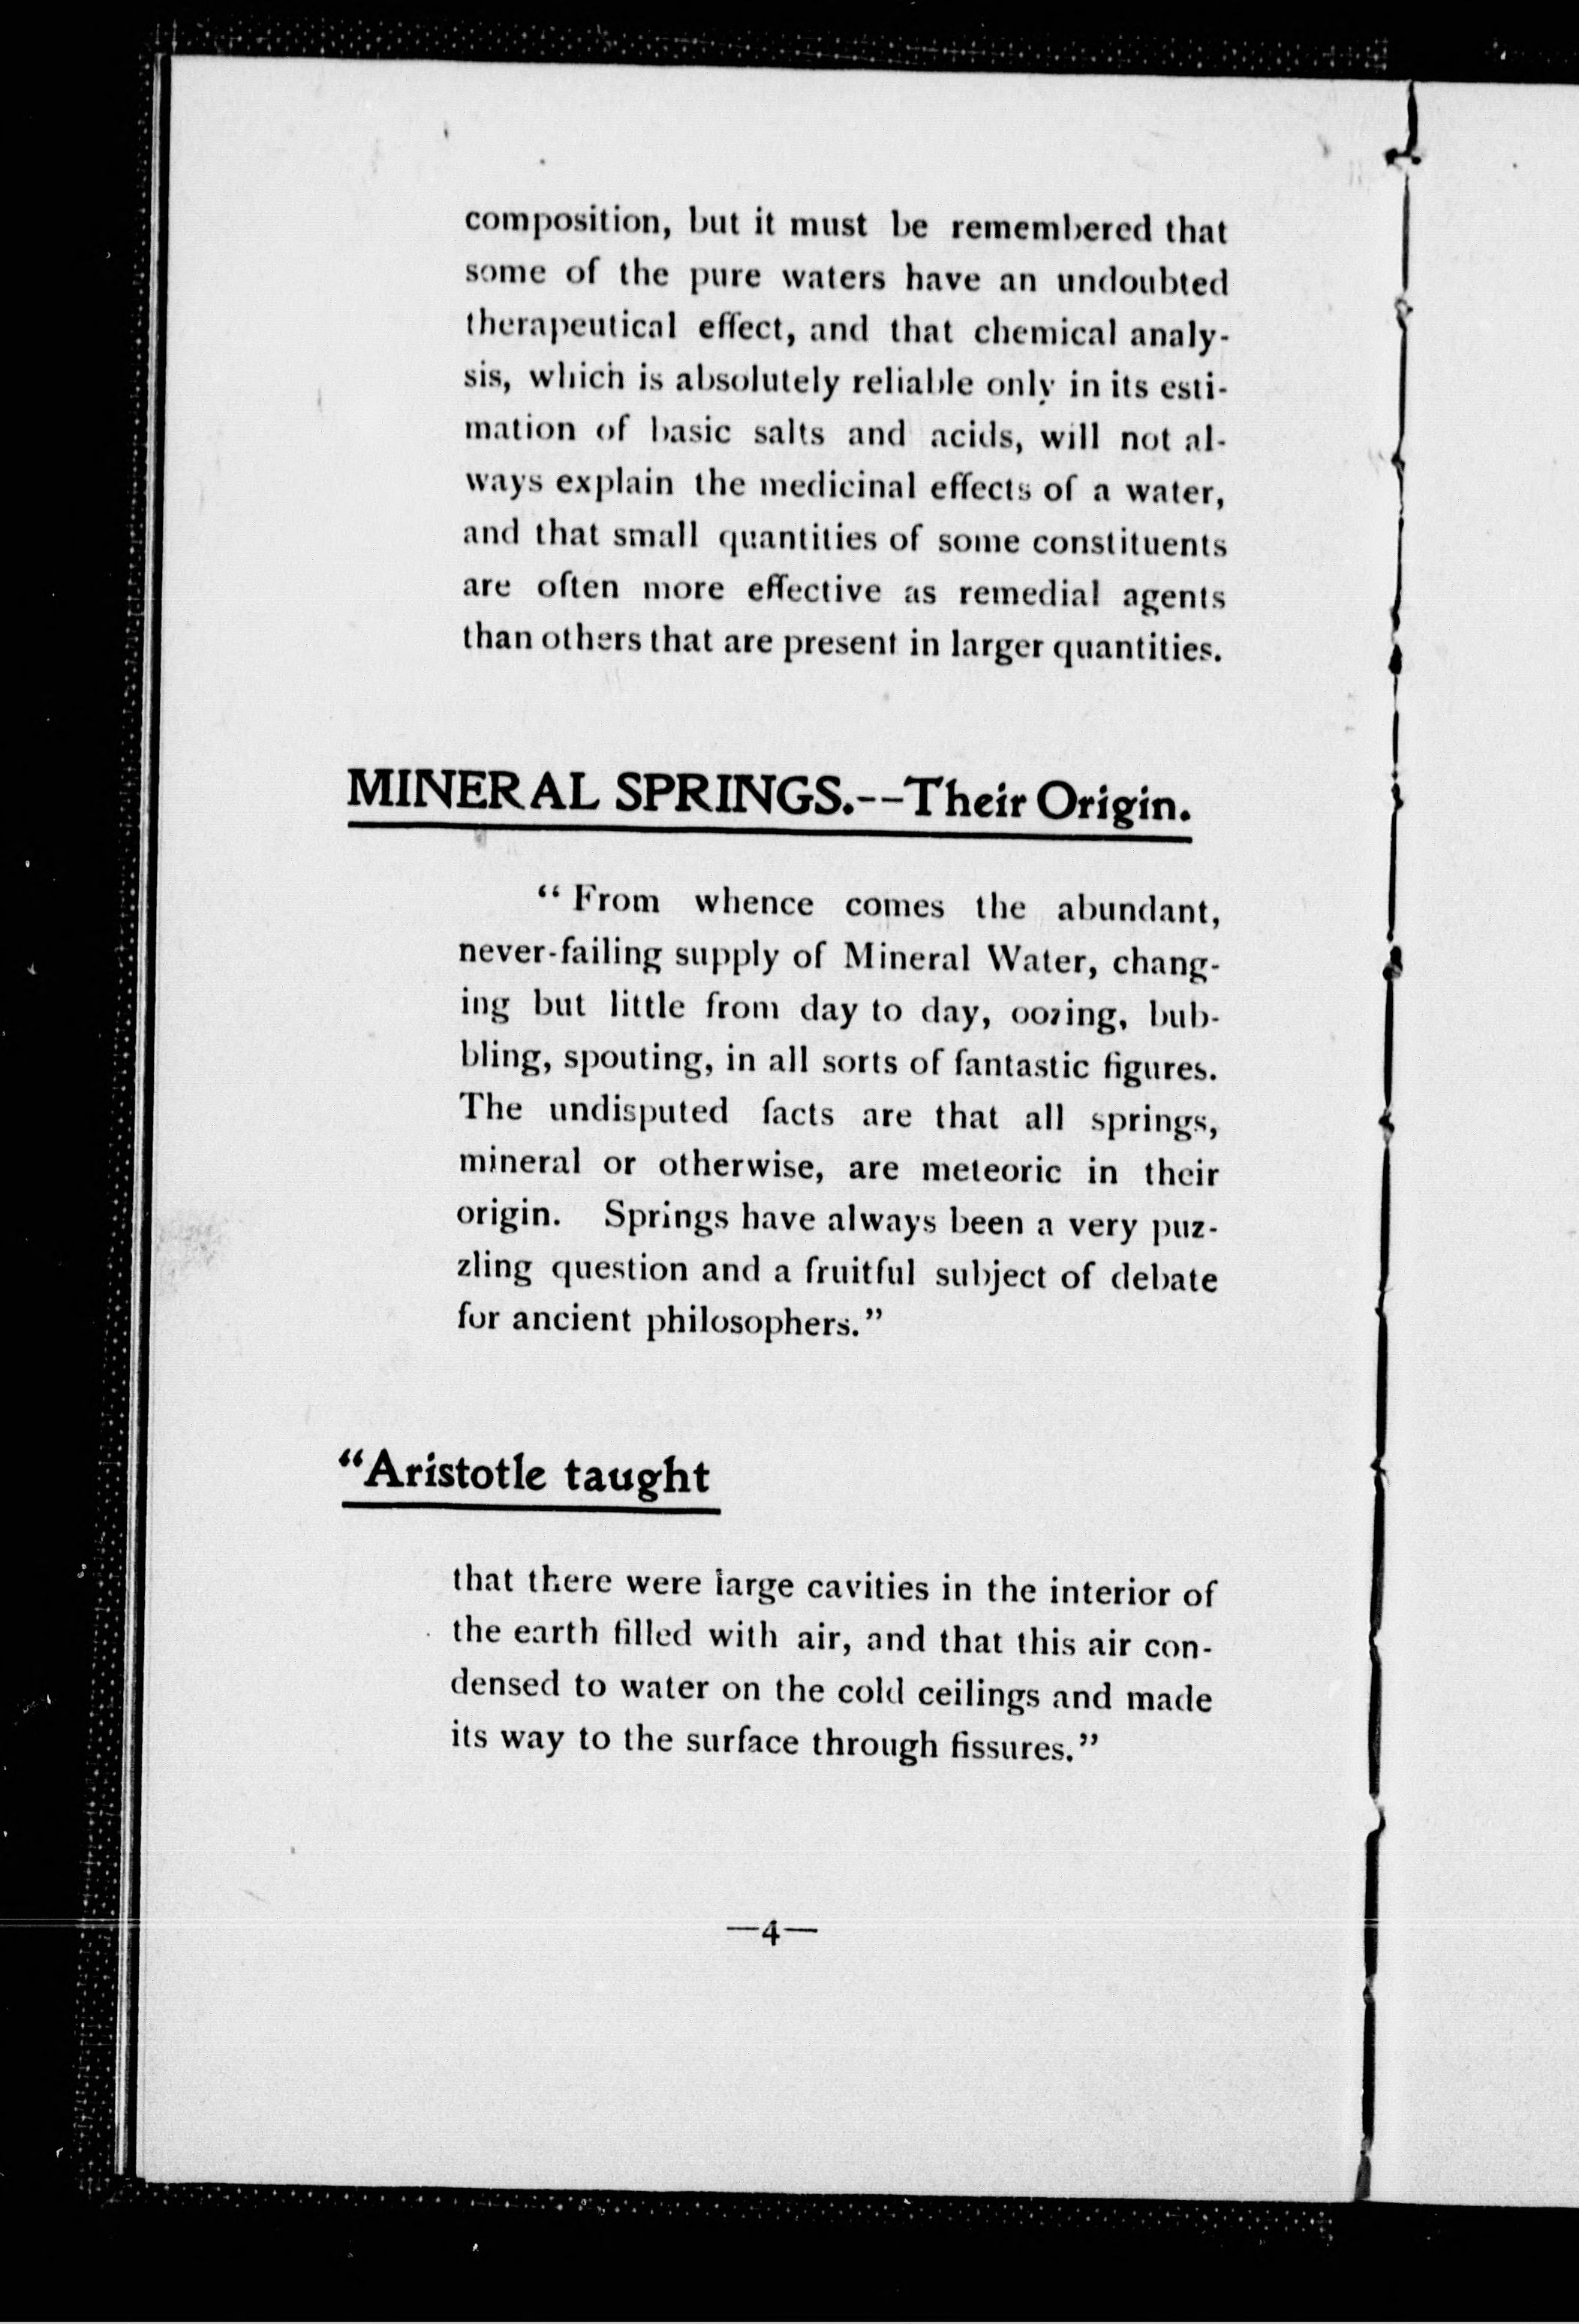 composition, but it must be remembered that
some of the pure waters have an undoubted
therapeutical effect, and that chemical analy-
sis, which is absolutely reliable only in its esti-
mation of basic salts and acids, will not al-
ways explain the medicinal effects of a water,
and that small quantities of some constituents
are often more effective as remedial agents
than others that are present in larger quantities.
MINERAL SPRINGS.--Their Origin.
“From whence comes the abundant,
never-failing supply of Mineral Water, chang-
ing but little from day to day, oozing, bub-
bling, spouting, in all sorts of fantastic figures.
The undisputed facts are that all springs,
mineral or otherwise, are meteoric in their
origin. Springs have always been a very puz-
zling question and a fruitful subject of debate
for ancient philosophers.”
“Aristotle taught
that there were large cavities in the interior of
the earth filled with air, and that this air con-
densed to water on the cold ceilings and made
its way to the surface through fissures.”
—4—